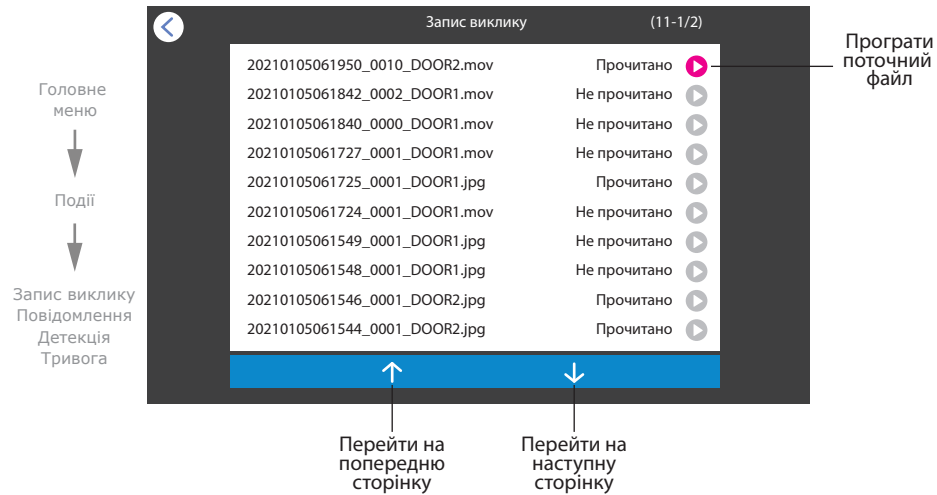 Запис виклику (11-1/2)
20210105061950_0010_DOOR2.mov Прочитано
20210105061842_0002_DOOR1.mov Не прочитано
20210105061840_0000_DOOR1.mov Не прочитано
20210105061727_0001_DOOR1.mov Не прочитано
20210105061725_0001_DOOR1.jpg Прочитано
20210105061724_0001_DOOR1.mov Не прочитано
20210105061549_0001_DOOR1.jpg Не прочитано
20210105061548_0001_DOOR1.jpg Не прочитано
20210105061546_0001_DOOR2.jpg Прочитано
20210105061544_0001_DOOR2.jpg Прочитано
Програти
поточний
файл
Головне
меню
Події
Запис виклику
Повідомлення
Детекція
Тривога
Перейти на
попередню
сторінку
Перейти на
наступну
сторінку